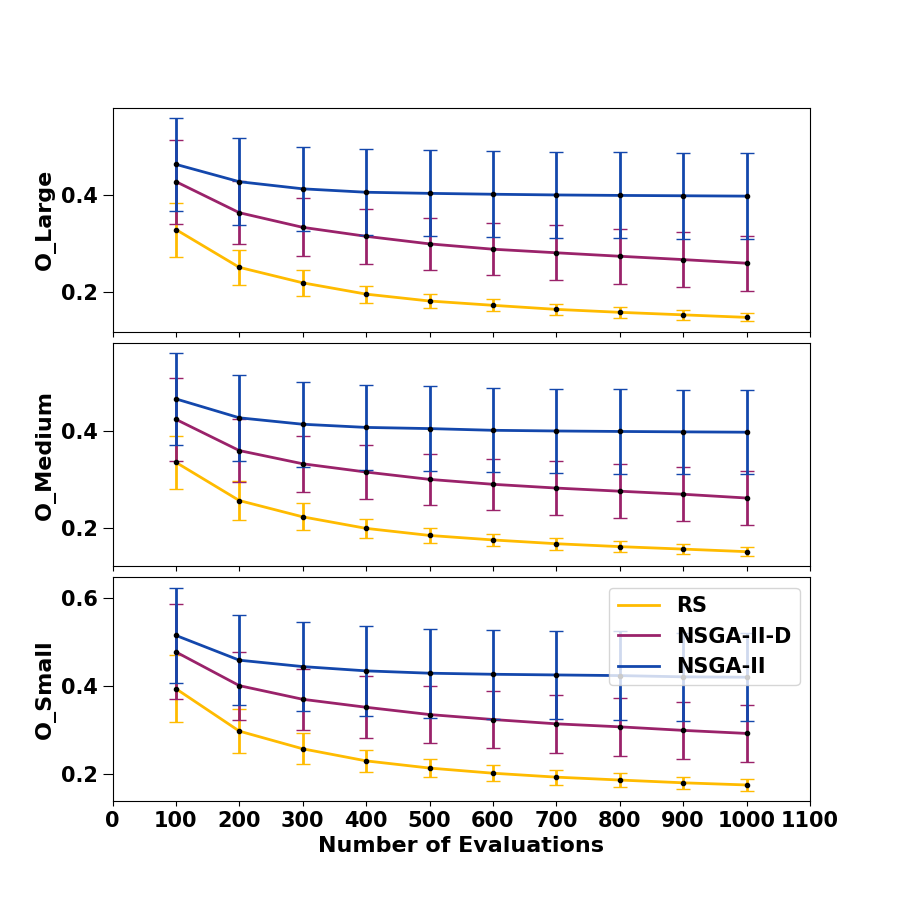 O_Large
0.4
0.2
O_Medium
0.4
0.2
O_Small
0.6
0.4
0.2
RS
NSGA-II-D
NSGA-II
0 100 200 300 400 500 600 700 800 900 1000 1100
Number of Evaluations